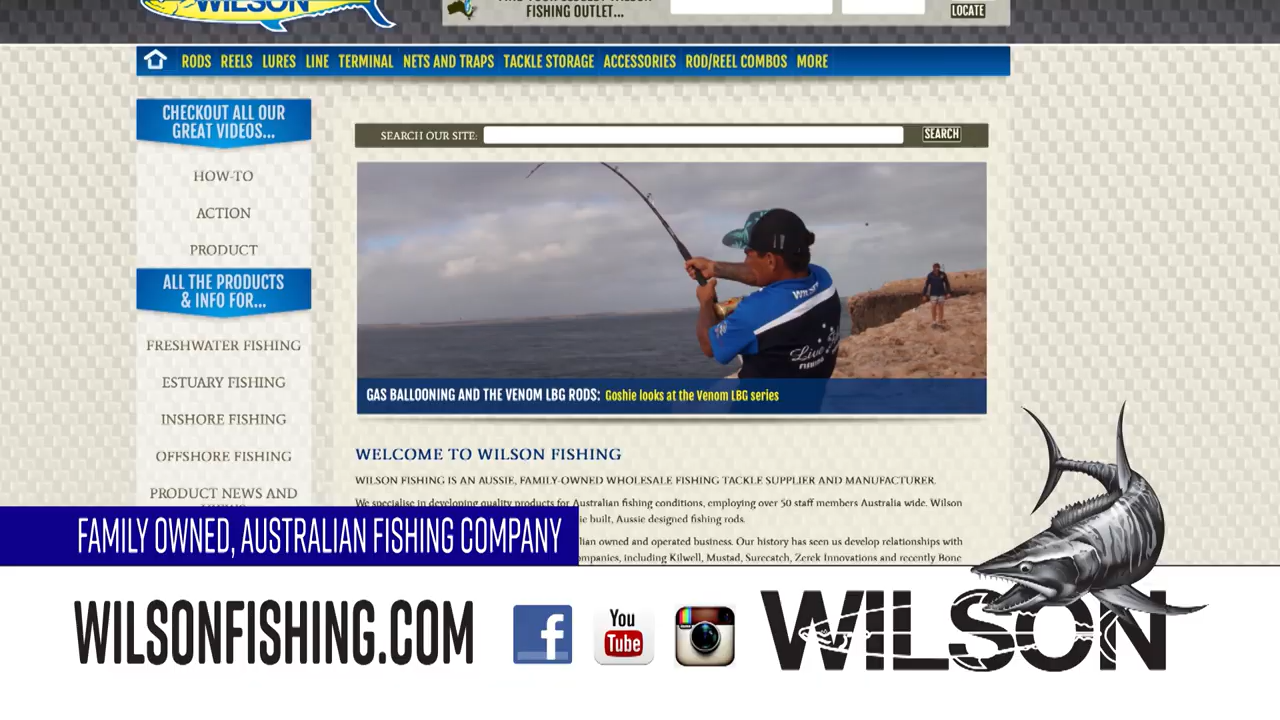 WILSON
FISHING OUTLET...
LOCATE
RODS REELS LURES LINE TERMINAL NETS AND TRAPS TACKLE STORAGE ACCESSORIES ROD/REEL COMBOS MORE
CHECKOUT ALL OUR
GREAT VIDEOS...
HOW-TO
ACTION
PRODUCT
ALL THE PRODUCTS
& INFO FOR...
FRESHWATER FISHING
ESTUARY FISHING
INSHORE FISHING
OFFSHORE FISHING
PRODUCT NEWS AND
SEARCH OUR SITE:
SEARCH
WILSON
Live
FISHING
GAS BALLOONING AND THE VENOM LBG RODS: Goshie looks at the Venom LBG series
WELCOME TO WILSON FISHING
WILSON FISHING IS AN AUSSIE, FAMILY-OWNED WHOLESALE FISHING TACKLE SUPPLIER AND MANUFACTURER.
We specialise in developing quality products for Australian fishing conditions, employing over 50 staff members Australia wide. Wilson
built, Aussie designed fishing rods.
owned and operated business. Our history has seen us develop relationships with
including Kilwell, Mustad, Surecatch, Zerek Innovations and recently Bone
FAMILY OWNED, AUSTRALIAN FISHING COMPANY
WILSONFISHING.COM
f
You
Tube
WILSON